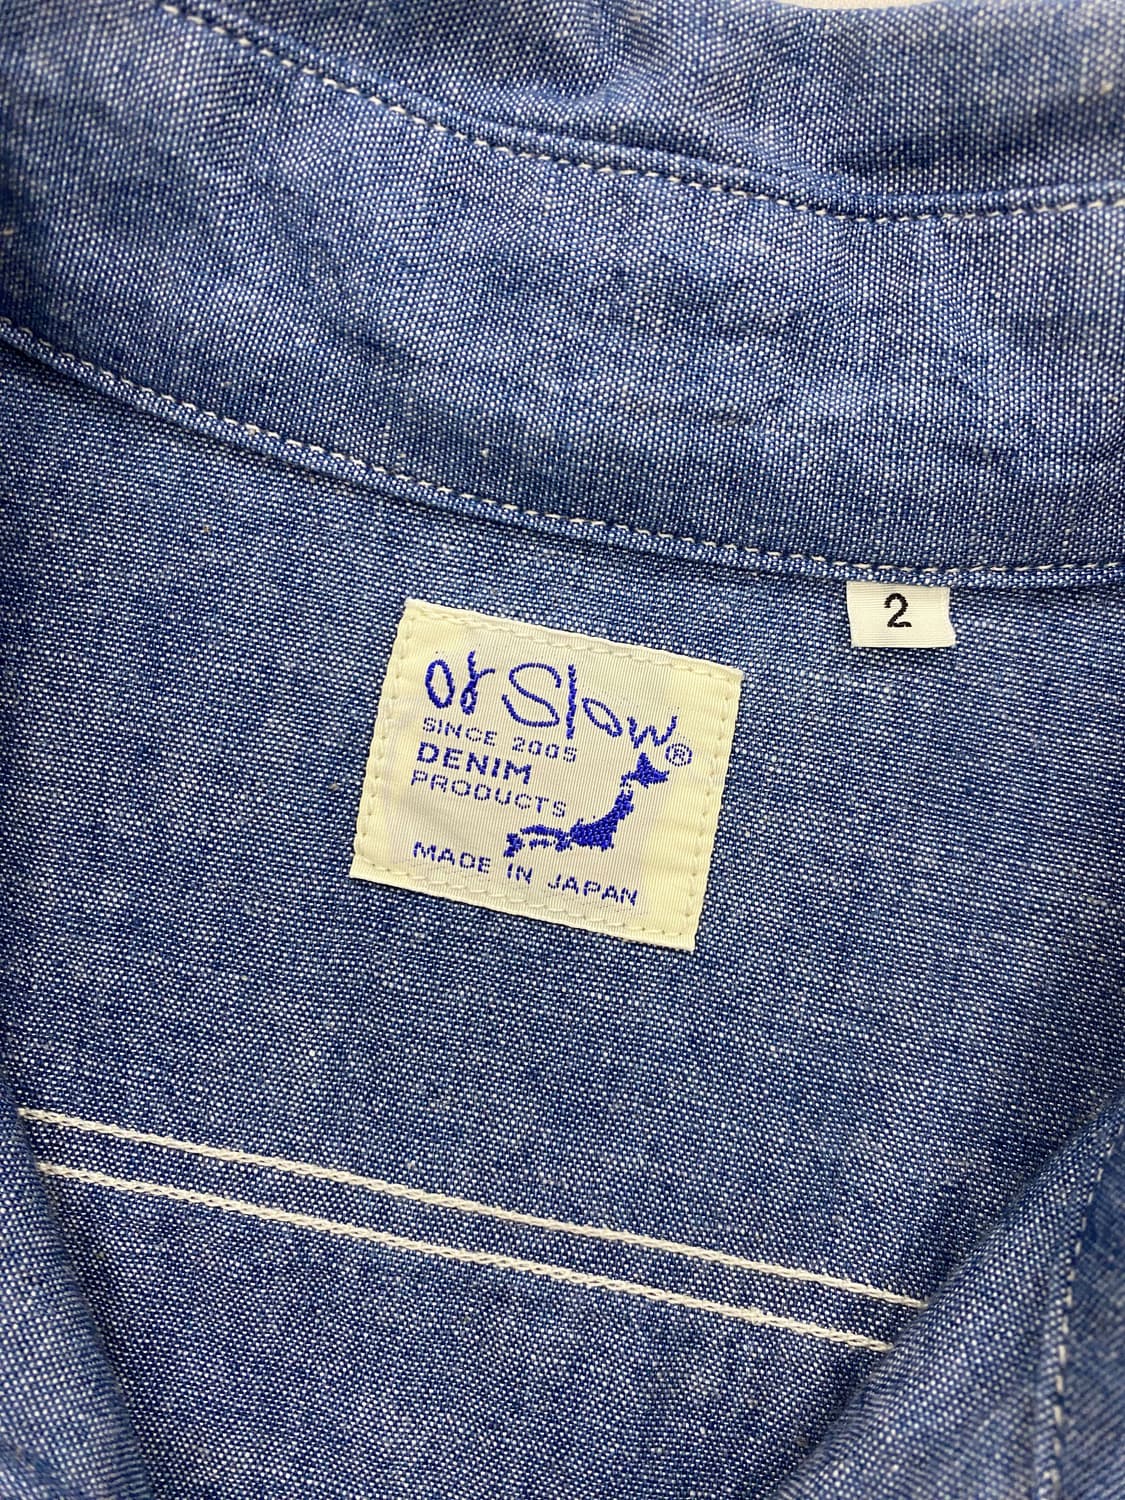 or Slow®
SINCE 2005
DENIM
PRODUCTS
MADE IN JAPAN
2